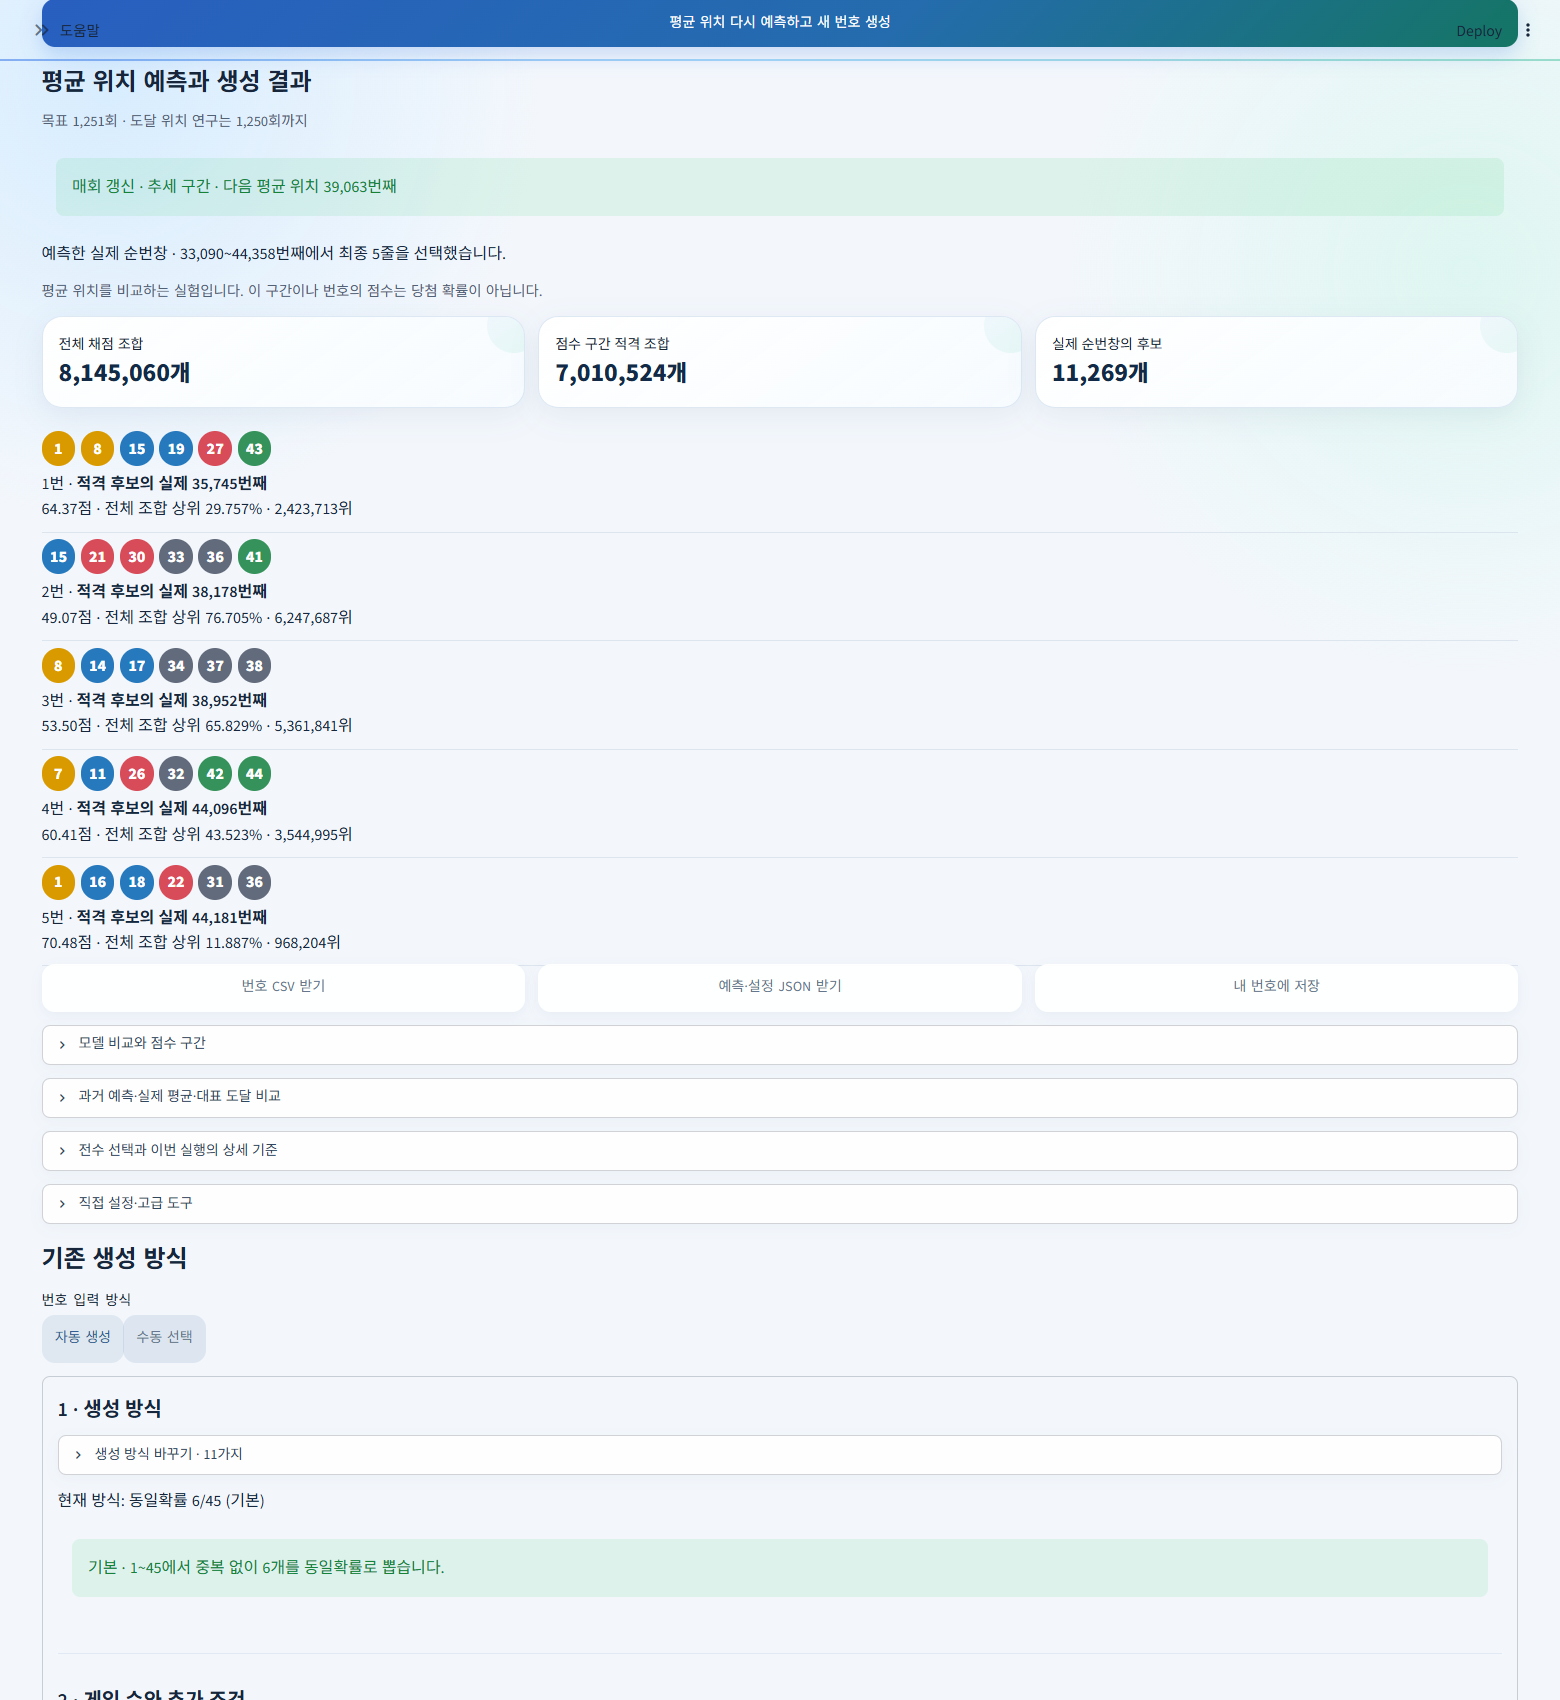 평균 위치 다시 예측하고 새 번호 생성
도움말
Deploy
평균 위치 예측과 생성 결과
목표 1,251회 · 도달 위치 연구는 1,250회까지
매회 갱신 · 추세 구간 · 다음 평균 위치 39,063번째
예측한 실제 순번창 · 33,090~44,358번째에서 최종 5줄을 선택했습니다.
평균 위치를 비교하는 실험입니다. 이 구간이나 번호의 점수는 당첨 확률이 아닙니다.
전체 채점 조합
8,145,060개
점수 구간 적격 조합
7,010,524개
실제 순번창의 후보
11,269개
1 8 15 19 27 43
1번 · 적격 후보의 실제 35,745번째
64.37점 · 전체 조합 상위 29.757% · 2,423,713위
15 21 30 33 36 41
2번 · 적격 후보의 실제 38,178번째
49.07점 · 전체 조합 상위 76.705% · 6,247,687위
8 14 17 34 37 38
3번 · 적격 후보의 실제 38,952번째
53.50점 · 전체 조합 상위 65.829% · 5,361,841위
7 11 26 32 42 44
4번 · 적격 후보의 실제 44,096번째
60.41점 · 전체 조합 상위 43.523% · 3,544,995위
1 16 18 22 31 36
5번 · 적격 후보의 실제 44,181번째
70.48점 · 전체 조합 상위 11.887% · 968,204위
번호 CSV 받기
예측·설정 JSON 받기
내 번호에 저장
모델 비교와 점수 구간
과거 예측·실제 평균·대표 도달 비교
전수 선택과 이번 실행의 상세 기준
직접 설정·고급 도구
기존 생성 방식
번호 입력 방식
자동 생성
수동 선택
1 · 생성 방식
생성 방식 바꾸기 · 11가지
현재 방식: 동일확률 6/45 (기본)
기본 · 1~45에서 중복 없이 6개를 동일확률로 뽑습니다.
2 · 게임 수와 추가 조건